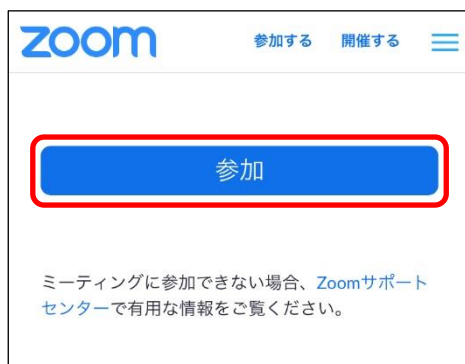 zoom 参加する 開催する
参加
ミーティングに参加できない場合、Zoomサポート
センターで有用な情報をご覧ください。